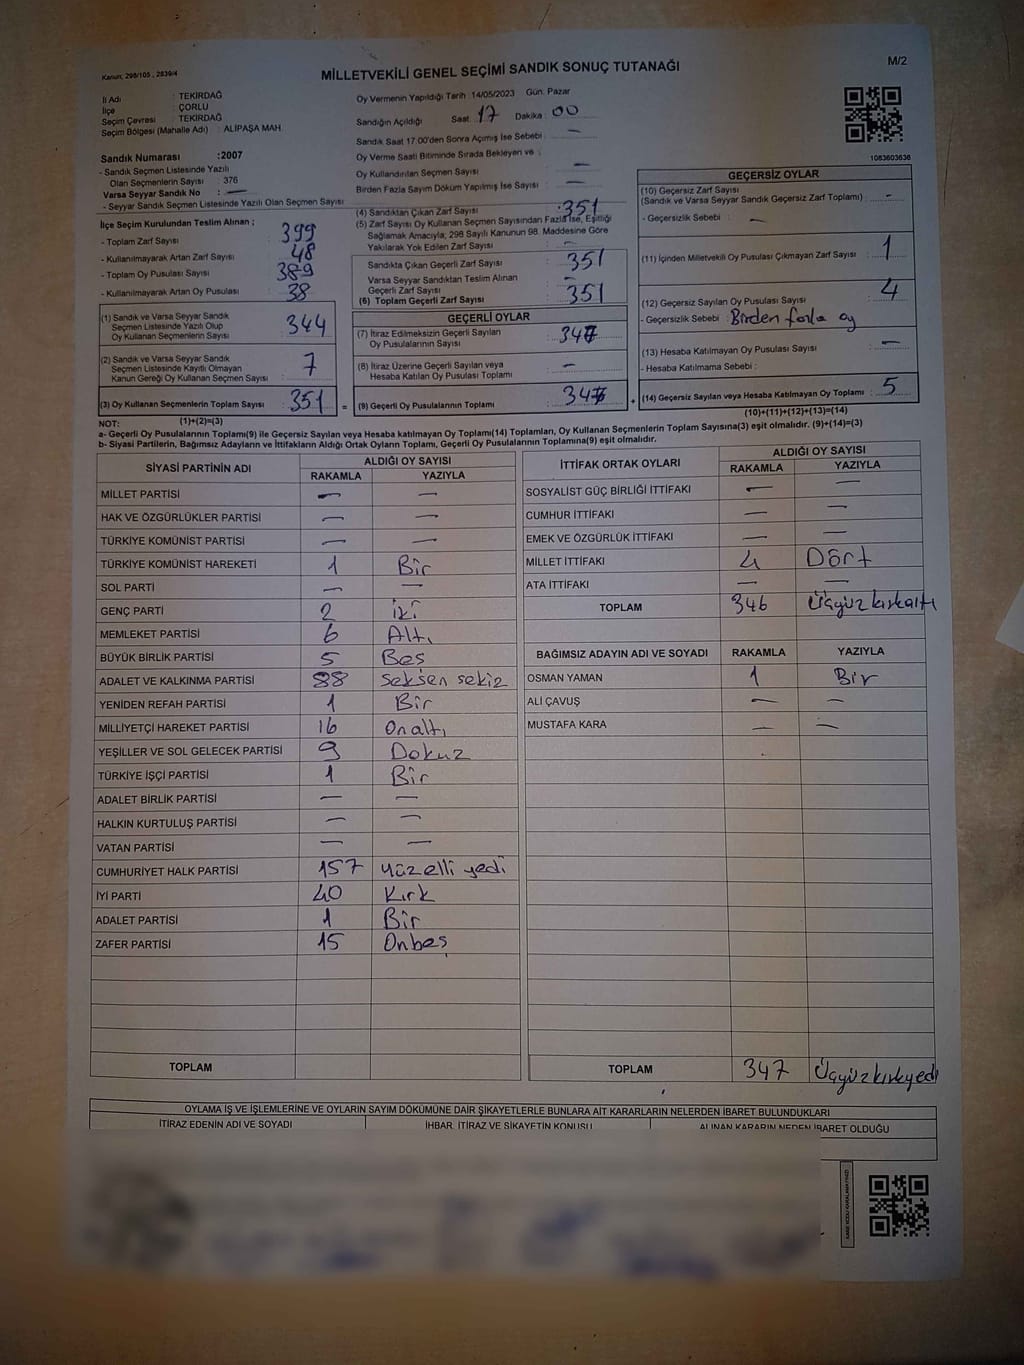 Kanun, 298/105 , 2839/4
MİLLETVEKİLİ GENEL SEÇİMİ SANDIK SONUÇ TUTANAĞI
M/2
İl Adı : TEKİRDAĞ
İlçe : ÇORLU
Seçim Çevresi : TEKİRDAĞ
Seçim Bölgesi (Mahalle Adı) : ALİPAŞA MAH.
Oy Vermenin Yapıldığı Tarih :14/05/2023 Gün: Pazar
Sandığın Açıldığı Saat: 17 Dakika: 00
Sandık Saat 17:00'den Sonra Açımış İse Sebebi : —
Oy Verme Saati Bitiminde Sırada Bekleyen ve :
Oy Kullandırılan Seçmen Sayısı —
Birden Fazla Sayım Döküm Yapılmış İse Sayısı : —
1083603636
Sandık Numarası :2007
- Sandık Seçmen Listesinde Yazılı
Olan Seçmenlerin Sayısı : 376
Varsa Seyyar Sandık No : —
- Seyyar Sandık Seçmen Listesinde Yazılı Olan Seçmen Sayısı
İlçe Seçim Kurulundan Teslim Alınan ;
- Toplam Zarf Sayısı : 399
- Kullanılmayarak Artan Zarf Sayısı : 48
- Toplam Oy Pusulası Sayısı : 389
- Kullanılmayarak Artan Oy Pusulası : 38
(1) Sandık ve Varsa Seyyar Sandık
Seçmen Listesinde Yazılı Olup
Oy Kullanan Seçmenlerin Sayısı : 344
(2) Sandık ve Varsa Seyyar Sandık
Seçmen Listesinde Kayıtlı Olmayan
Kanun Gereği Oy Kullanan Seçmen Sayısı : 7
(3) Oy Kullanan Seçmenlerin Toplam Sayısı : 351
(1)+(2)=(3)
(4) Sandıktan Çıkan Zarf Sayısı : 351
(5) Zarf Sayısı Oy Kullanan Seçmen Sayısından Fazla İse, Eşitliği
Sağlamak Amacıyla; 298 Sayılı Kanunun 98. Maddesine Göre
Yakılarak Yok Edilen Zarf Sayısı : —
Sandıkta Çıkan Geçerli Zarf Sayısı : 351
Varsa Seyyar Sandıktan Teslim Alınan
Geçerli Zarf Sayısı : —
(6) Toplam Geçerli Zarf Sayısı : 351
GEÇERLİ OYLAR
(7) İtiraz Edilmeksizin Geçerli Sayılan
Oy Pusulalarının Sayısı : 347
(8) İtiraz Üzerine Geçerli Sayılan veya
Hesaba Katılan Oy Pusulası Toplamı : —
= (9) Geçerli Oy Pusulalarının Toplamı : 347 +
GEÇERSİZ OYLAR
(10) Geçersiz Zarf Sayısı
(Sandık ve Varsa Seyyar Sandık Geçersiz Zarf Toplamı) : -
- Geçersizlik Sebebi : —
(11) İçinden Milletvekili Oy Pusulası Çıkmayan Zarf Sayısı : 1
(12) Geçersiz Sayılan Oy Pusulası Sayısı : 4
- Geçersizlik Sebebi : Birden fazla oy
(13) Hesaba Katılmayan Oy Pusulası Sayısı : —
- Hesaba Katılmama Sebebi :
(14) Geçersiz Sayılan veya Hesaba Katılmayan Oy Toplamı : 5
(10)+(11)+(12)+(13)=(14)
NOT:
a- Geçerli Oy Pusulalarının Toplamı(9) ile Geçersiz Sayılan veya Hesaba katılmayan Oy Toplamı(14) Toplamları, Oy Kullanan Seçmenlerin Toplam Sayısına(3) eşit olmalıdır. (9)+(14)=(3)
b- Siyasi Partilerin, Bağımsız Adayların ve İttifakların Aldığı Ortak Oyların Toplamı, Geçerli Oy Pusulalarının Toplamına(9) eşit olmalıdır.
SİYASİ PARTİNİN ADI ALDIĞI OY SAYISI
RAKAMLA YAZIYLA
MİLLET PARTİSİ — —
HAK VE ÖZGÜRLÜKLER PARTİSİ — —
TÜRKİYE KOMÜNİST PARTİSİ — —
TÜRKİYE KOMÜNİST HAREKETİ 1 Bir
SOL PARTİ — —
GENÇ PARTİ 2 iki
MEMLEKET PARTİSİ 6 Altı
BÜYÜK BİRLİK PARTİSİ 5 Beş
ADALET VE KALKINMA PARTİSİ 88 Seksen sekiz
YENİDEN REFAH PARTİSİ 1 Bir
MİLLİYETÇİ HAREKET PARTİSİ 16 Onaltı
YEŞİLLER VE SOL GELECEK PARTİSİ 9 Dokuz
TÜRKİYE İŞÇİ PARTİSİ 1 Bir
ADALET BİRLİK PARTİSİ — —
HALKIN KURTULUŞ PARTİSİ — —
VATAN PARTİSİ — —
CUMHURİYET HALK PARTİSİ 157 Yüzelli yedi
İYİ PARTİ 40 Kırk
ADALET PARTİSİ 1 Bir
ZAFER PARTİSİ 15 Onbeş
TOPLAM
İTTİFAK ORTAK OYLARI ALDIĞI OY SAYISI
RAKAMLA YAZIYLA
SOSYALİST GÜÇ BİRLİĞİ İTTİFAKI — —
CUMHUR İTTİFAKI — —
EMEK VE ÖZGÜRLÜK İTTİFAKI — —
MİLLET İTTİFAKI 4 Dört
ATA İTTİFAKI — —
TOPLAM 346 Üçyüz kırkaltı
BAĞIMSIZ ADAYIN ADI VE SOYADI RAKAMLA YAZIYLA
OSMAN YAMAN 1 Bir
ALİ ÇAVUŞ — —
MUSTAFA KARA — —
TOPLAM 347 Üçyüz kırkyedi
OYLAMA İŞ VE İŞLEMLERİNE VE OYLARIN SAYIM DÖKÜMÜNE DAİR ŞİKAYETLERLE BUNLARA AİT KARARLARIN NELERDEN İBARET BULUNDUKLARI
İTİRAZ EDENİN ADI VE SOYADI İHBAR, İTİRAZ VE ŞİKAYETİN KONUSU ALINAN KARARIN NEDEN İBARET OLDUĞU